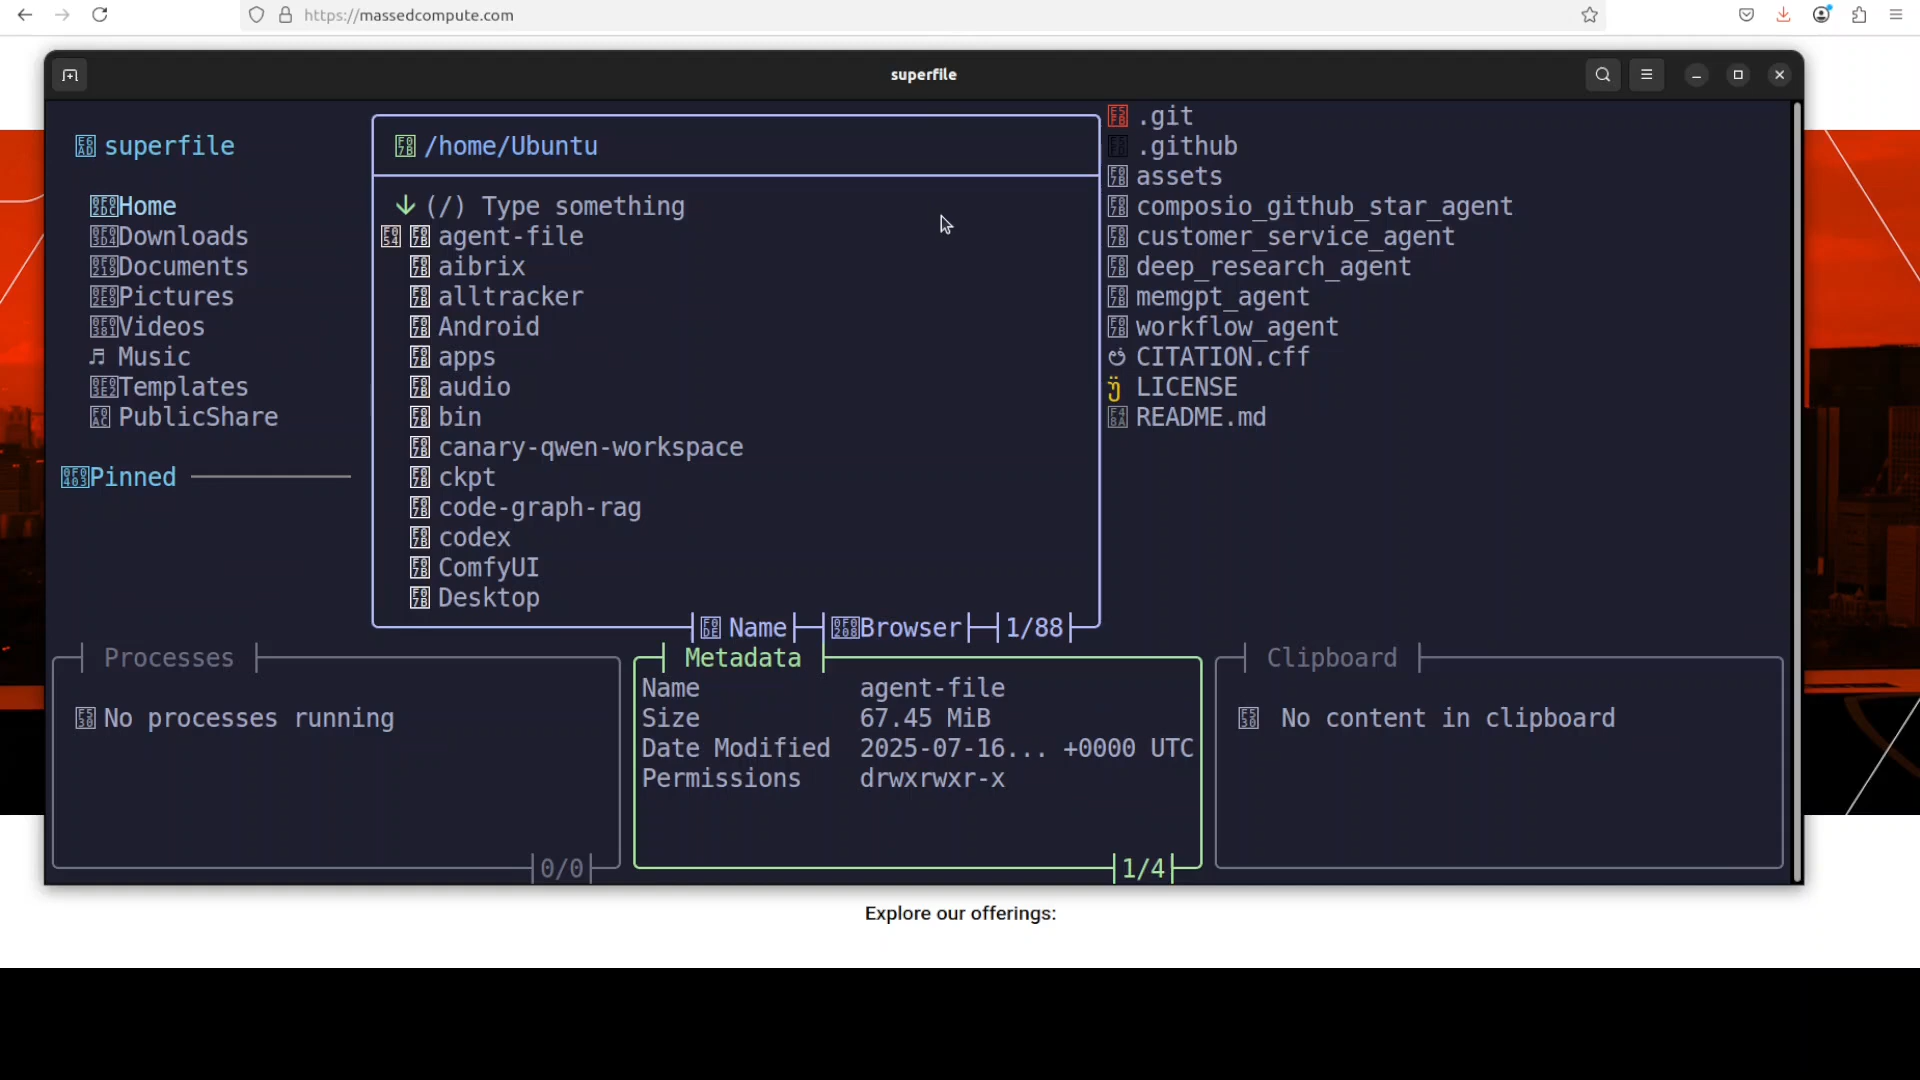 https://massedcompute.com
superfile
superfile
Home
Downloads
Documents
Pictures
Videos
Music
Templates
PublicShare
Pinned
/home/Ubuntu
(/) Type something
agent-file
aibrix
alltracker
Android
apps
audio
bin
canary-qwen-workspace
ckpt
code-graph-rag
codex
ComfyUI
Desktop
Name Browser 1/88
.git
.github
assets
composio_github_star_agent
customer_service_agent
deep_research_agent
memgpt_agent
workflow_agent
CITATION.cff
LICENSE
README.md
Processes
No processes running
0/0
Metadata
Name agent-file
Size 67.45 MiB
Date Modified 2025-07-16... +0000 UTC
Permissions drwxrwxr-x
1/4
Clipboard
No content in clipboard
Explore our offerings: